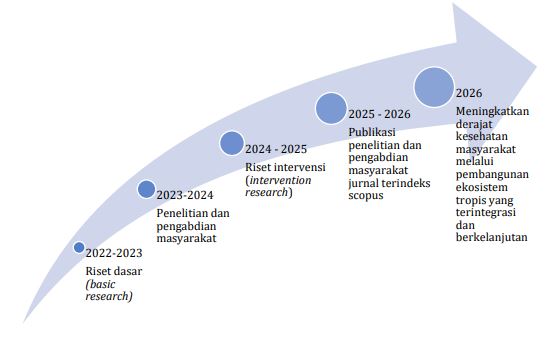 2022-2023
Riset dasar
(basic
research)
2023-2024
Penelitian dan
pengabdian
masyarakat
2024 - 2025
Riset intervensi
(intervention
research)
2025 - 2026
Publikasi
penelitian dan
pengabdian
masyarakat
jurnal terindeks
scopus
2026
Meningkatkan
derajat
kesehatan
masyarakat
melalui
pembangunan
ekosistem
tropis yang
terintegrasi
dan
berkelanjutan